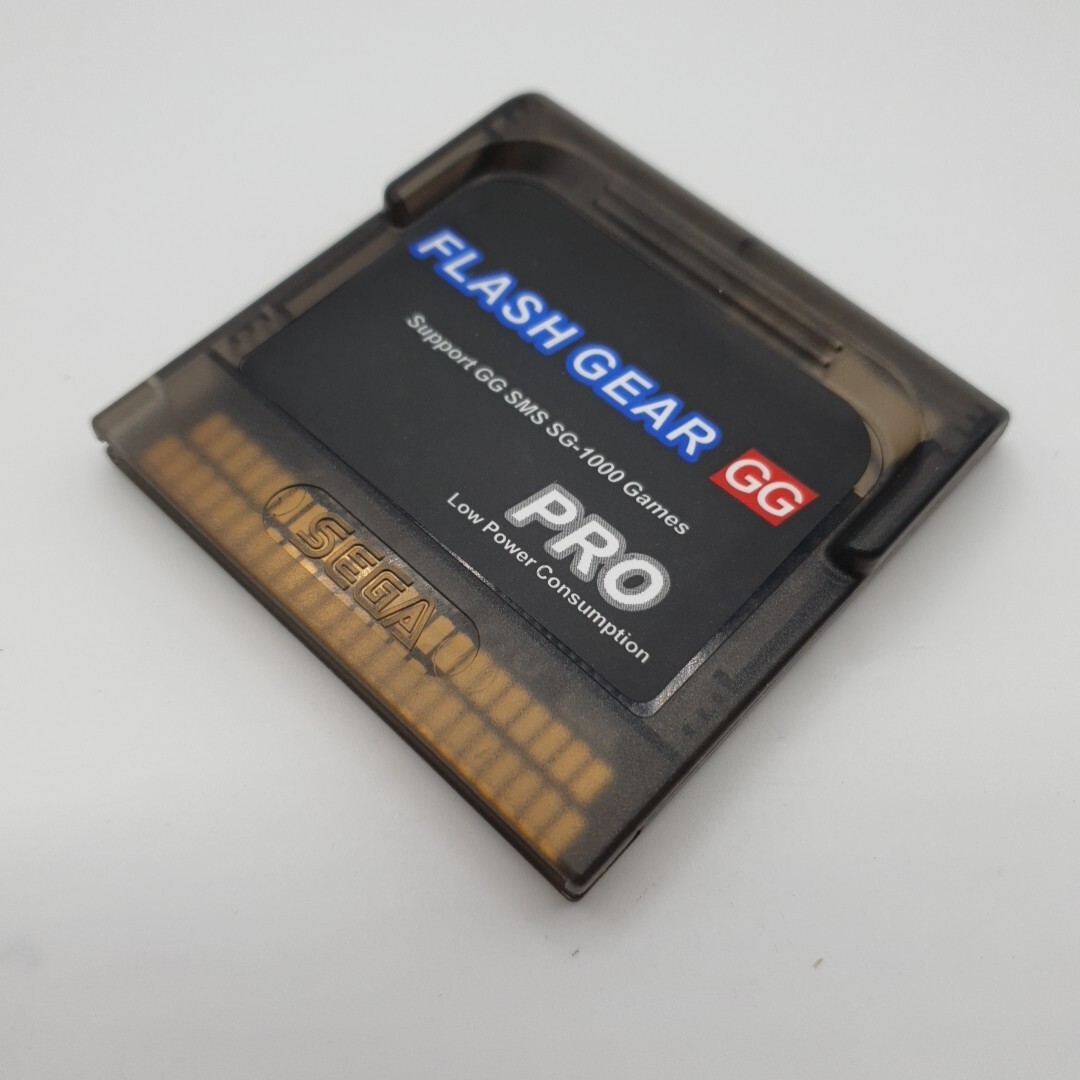 FLASH GEAR GG
Support GG SMS SG-1000 Games
PRO
Low Power Consumption
SEGA